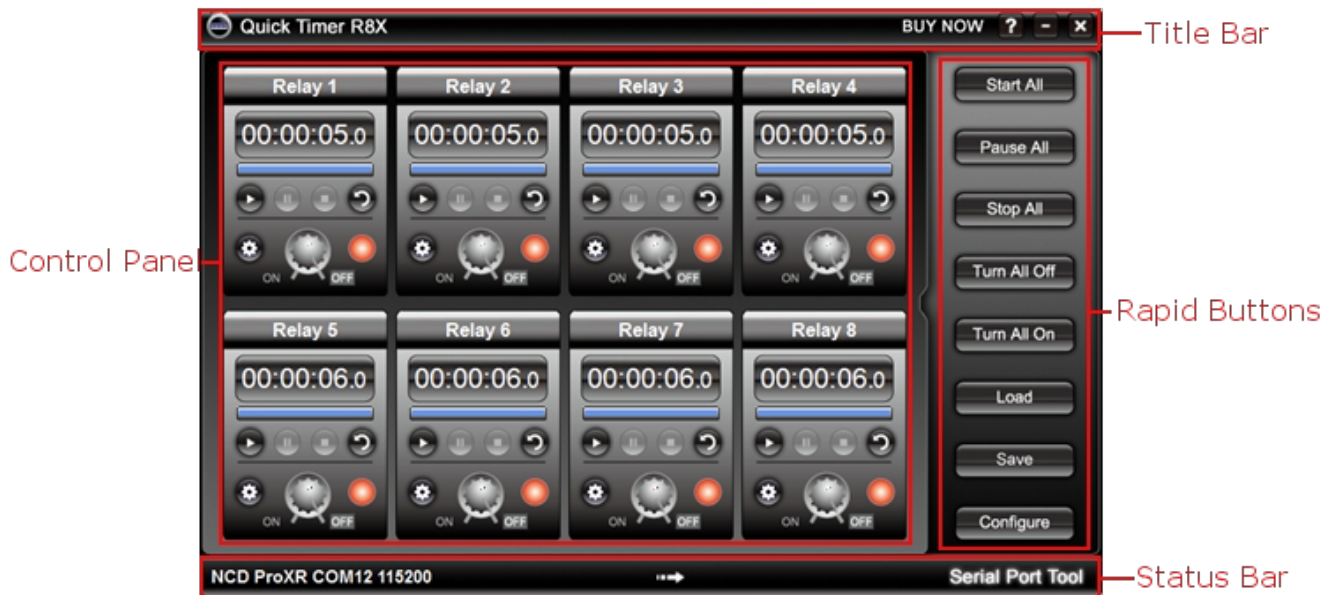 Quick Timer R8X BUY NOW ? - x
Title Bar
Relay 1 Relay 2 Relay 3 Relay 4
Start All
00:00:05.0 00:00:05.0 00:00:05.0 00:00:05.0
Pause All
Stop All
Control Panel
ON OFF ON OFF ON OFF ON OFF
Turn All Off
Rapid Buttons
Relay 5 Relay 6 Relay 7 Relay 8
Turn All On
00:00:06.0 00:00:06.0 00:00:06.0 00:00:06.0
Load
Save
ON OFF ON OFF ON OFF ON OFF
Configure
NCD ProXR COM12 115200 Serial Port Tool
Status Bar